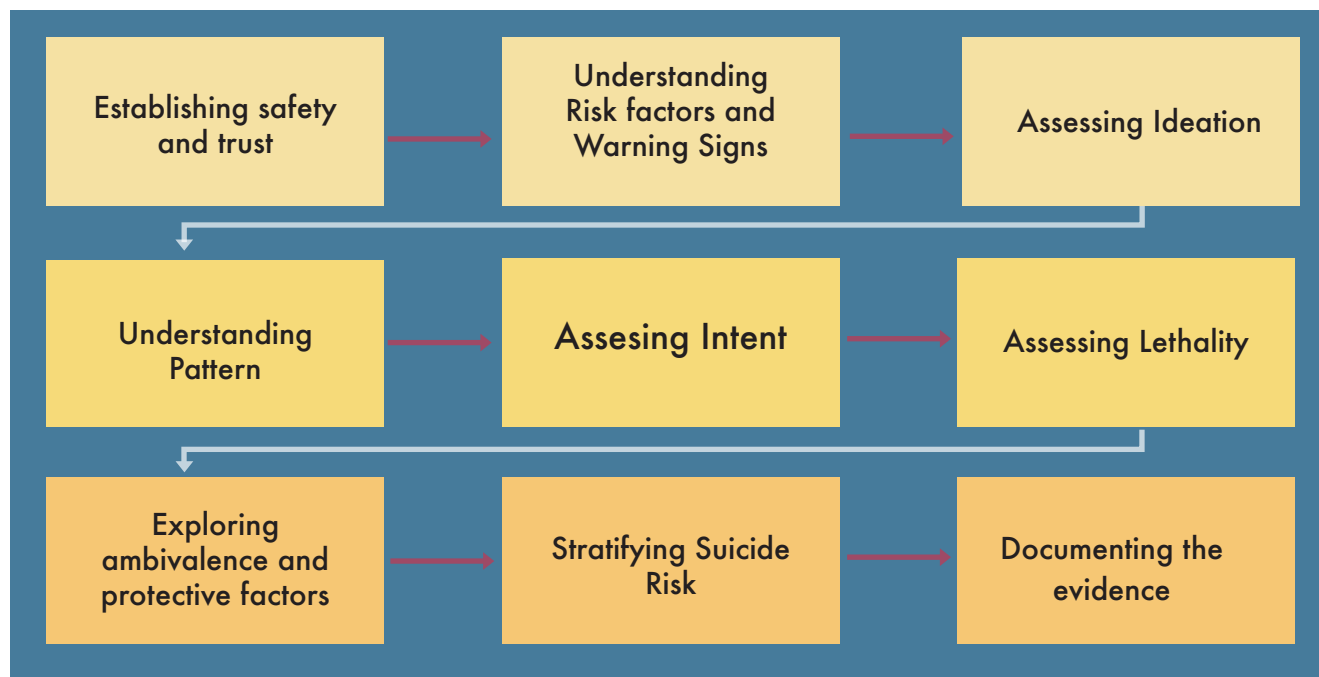 Establishing safety
and trust
Understanding
Risk factors and
Warning Signs
Assessing Ideation
Understanding
Pattern
Assesing Intent
Assessing Lethality
Exploring
ambivalence and
protective factors
Stratifying Suicide
Risk
Documenting the
evidence